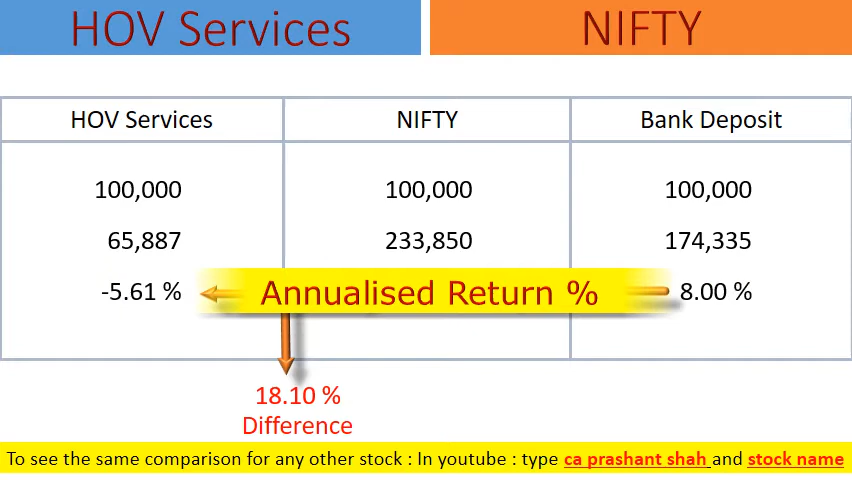 HOV Services NIFTY
HOV Services NIFTY Bank Deposit
100,000 100,000 100,000
65,887 233,850 174,335
-5.61 % Annualised Return % 8.00 %
18.10 %
Difference
To see the same comparison for any other stock : In youtube : type ca prashant shah and stock name